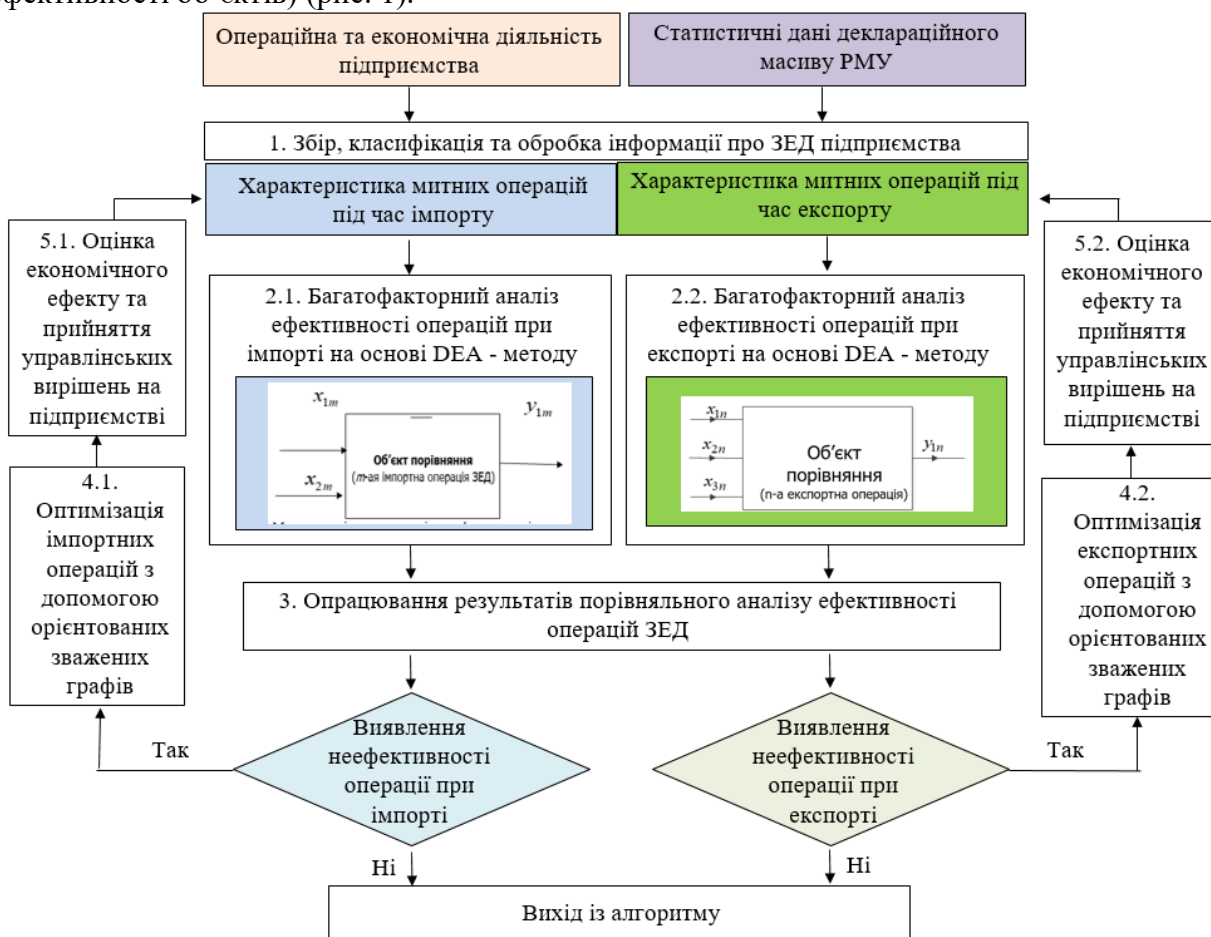 (рис. 1).
Операційна та економічна діяльність
підприємства
Статистичні дані деклараційного
масиву РМУ
1. Збір, класифікація та обробка інформації про ЗЕД підприємства
Характеристика митних операцій
під час імпорту
Характеристика митних операцій під
час експорту
5.1. Оцінка
економічного
ефекту та
прийняття
управлінських
вирішень на
підприємстві
2.1. Багатофакторний аналіз
ефективності операцій при
імпорті на основі DEA - методу
x1m
y1m
x2m
Об'єкт порівняння
(m-ая імпортна операція ЗЕД)
2.2. Багатофакторний аналіз
ефективності операцій при
експорті на основі DEA - методу
x1n
x2n
x3n
y1n
Об'єкт
порівняння
(n-а експортна операція)
5.2. Оцінка
економічного
ефекту та
прийняття
управлінських
вирішень на
підприємстві
4.1.
Оптимізація
імпортних
операцій з
допомогою
орієнтованих
зважених
графів
4.2.
Оптимізація
експортних
операцій з
допомогою
орієнтованих
зважених
графів
3. Опрацювання результатів порівняльного аналізу ефективності
операцій ЗЕД
Виявлення
неефективності
операції при
імпорті
Виявлення
неефективності
операції при
експорті
Так
Так
Ні
Ні
Вихід із алгоритму